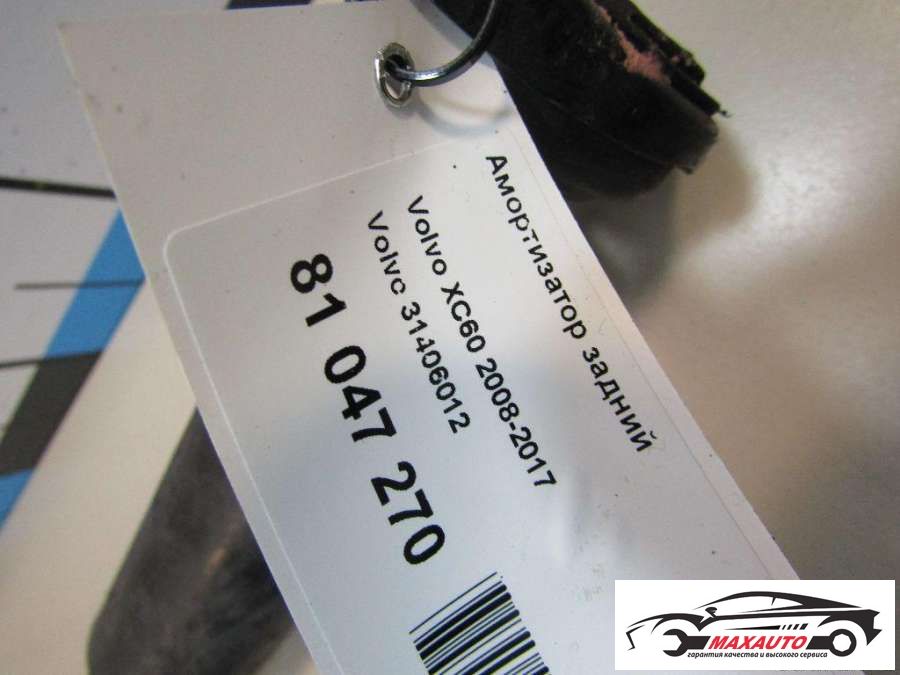 Амортизатор задний
Volvo XC60 2008-2017
Volvo 31406012
81 047 270
MAXAUTO
гарантия качества и высокого сервиса